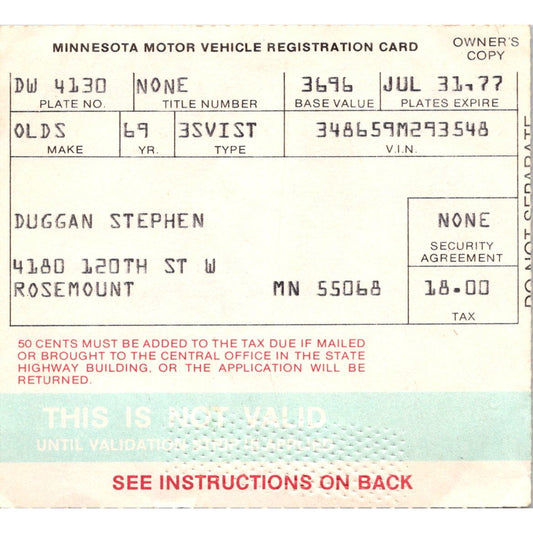 MINNESOTA MOTOR VEHICLE REGISTRATION CARD
OWNER'S
COPY
DW 4130 NONE 3696 JUL 31,77
PLATE NO. TITLE NUMBER BASE VALUE PLATES EXPIRE
OLDS 69 3SVIST 348659M293548
MAKE YR. TYPE V.I.N.
DUGGAN STEPHEN
4180 120TH ST W
ROSEMOUNT MN 55068
NONE
SECURITY
AGREEMENT
18.00
TAX
DO NOT SEPARATE
50 CENTS MUST BE ADDED TO THE TAX DUE IF MAILED
OR BROUGHT TO THE CENTRAL OFFICE IN THE STATE
HIGHWAY BUILDING, OR THE APPLICATION WILL BE
RETURNED.
THIS IS NOT VALID
UNTIL VALIDATION IS APPLIED
SEE INSTRUCTIONS ON BACK